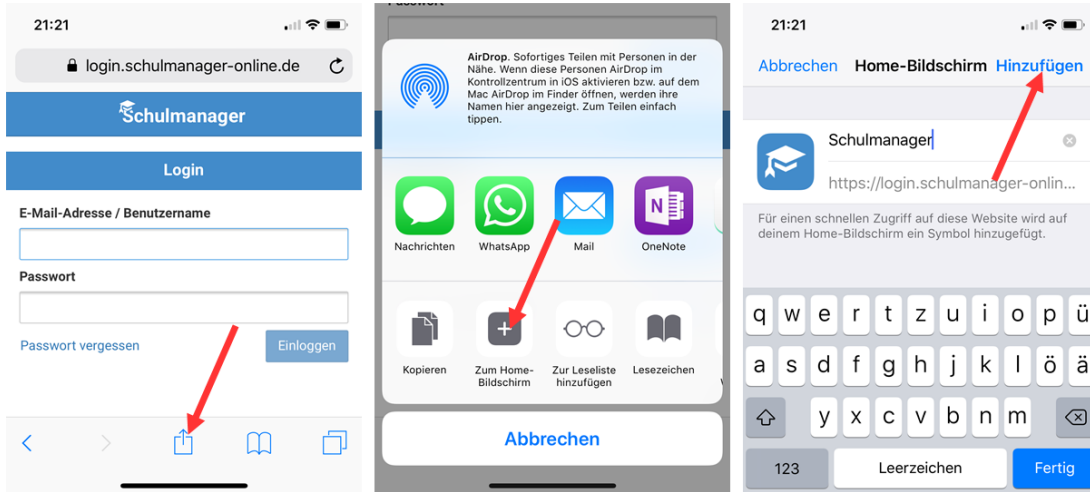 21:21
login.schulmanager-online.de
Schulmanager
Login
E-Mail-Adresse / Benutzername
Passwort
Passwort vergessen
Einloggen
Passwort
AirDrop. Sofortiges Teilen mit Personen in der
Nähe. Wenn diese Personen AirDrop im
Kontrollzentrum in iOS aktivieren bzw. auf dem
Mac AirDrop im Finder öffnen, werden ihre
Namen hier angezeigt. Zum Teilen einfach
tippen.
Nachrichten
WhatsApp
Mail
OneNote
N
Kopieren
Zum Home-
Bildschirm
Zur Leseliste
hinzufügen
Lesezeichen
Abbrechen
21:21
Abbrechen
Home-Bildschirm
Hinzufügen
Schulmanager
https://login.schulmanager-onlin...
Für einen schnellen Zugriff auf diese Website wird auf
deinem Home-Bildschirm ein Symbol hinzugefügt.
q w e r t z u i o p ü
a s d f g h j k l ö ä
y x c v b n m
123
Leerzeichen
Fertig